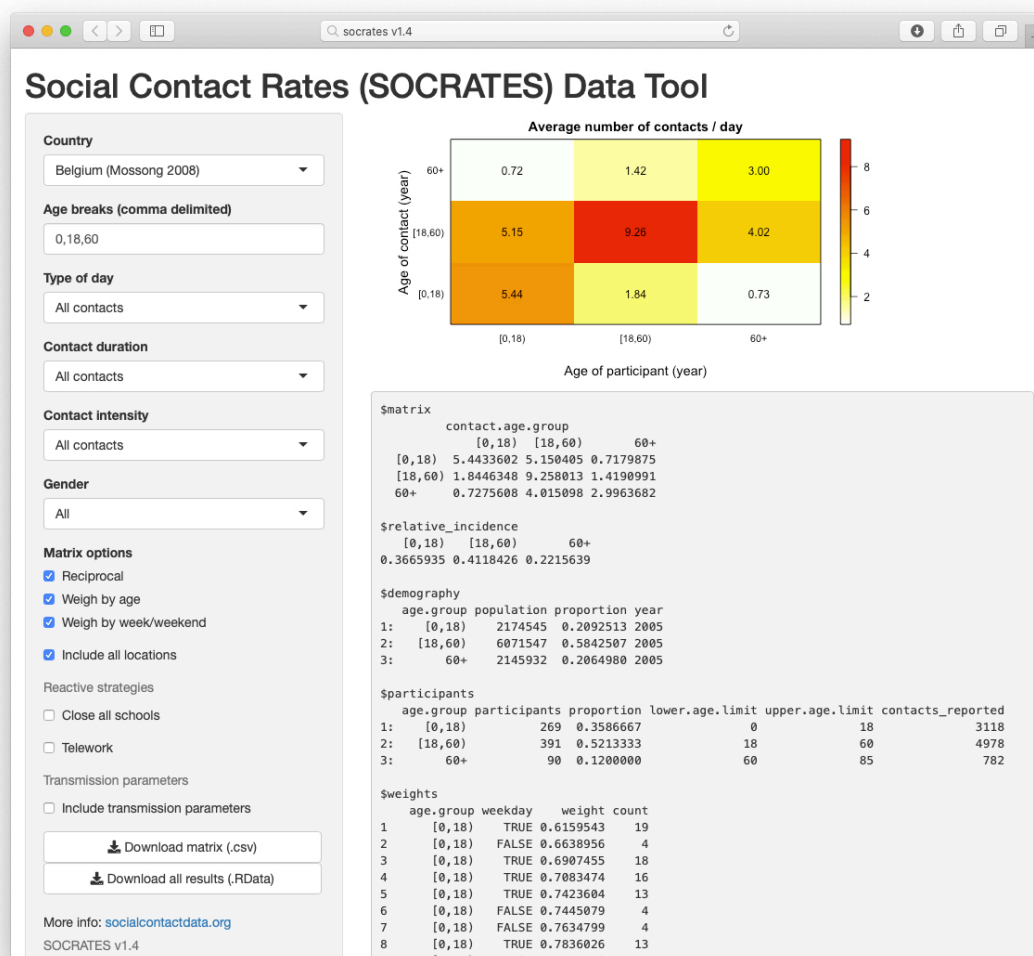 socrates v1.4
Social Contact Rates (SOCRATES) Data Tool
Country
Belgium (Mossong 2008)
Age breaks (comma delimited)
0,18,60
Type of day
All contacts
Contact duration
All contacts
Contact intensity
All contacts
Gender
All
Matrix options
Reciprocal
Weigh by age
Weigh by week/weekend
Include all locations
Reactive strategies
Close all schools
Telework
Transmission parameters
Include transmission parameters
Download matrix (.csv)
Download all results (.RData)
More info: socialcontactdata.org
SOCRATES v1.4
Average number of contacts / day
Age of contact (year)
60+ 0.72 1.42 3.00
[18,60) 5.15 9.26 4.02
[0,18) 5.44 1.84 0.73
[0,18) [18,60) 60+
Age of participant (year)
8
6
4
2
$matrix
contact.age.group
[0,18) [18,60) 60+
[0,18) 5.4433602 5.150405 0.7179875
[18,60) 1.8446348 9.258013 1.4190991
60+ 0.7275608 4.015098 2.9963682
$relative_incidence
[0,18) [18,60) 60+
0.3665935 0.4118426 0.2215639
$demography
age.group population proportion year
1: [0,18) 2174545 0.2092513 2005
2: [18,60) 6071547 0.5842507 2005
3: 60+ 2145932 0.2064980 2005
$participants
age.group participants proportion lower.age.limit upper.age.limit contacts_reported
1: [0,18) 269 0.3586667 0 18 3118
2: [18,60) 391 0.5213333 18 60 4978
3: 60+ 90 0.1200000 60 85 782
$weights
age.group weekday weight count
1 [0,18) TRUE 0.6159543 19
2 [0,18) FALSE 0.6638956 4
3 [0,18) TRUE 0.6907455 18
4 [0,18) TRUE 0.7083474 16
5 [0,18) TRUE 0.7423604 13
6 [0,18) FALSE 0.7445079 4
7 [0,18) FALSE 0.7634799 4
8 [0,18) TRUE 0.7836026 13